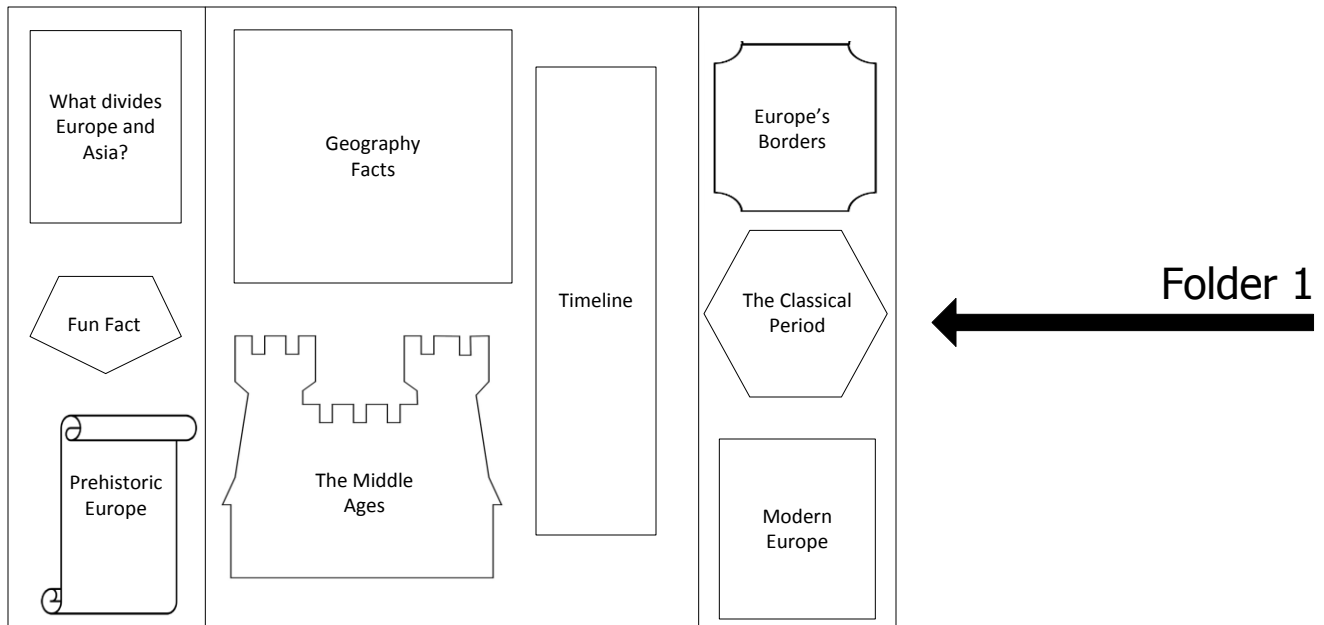 What divides
Europe and
Asia?
Fun Fact
Prehistoric
Europe
Geography
Facts
The Middle
Ages
Timeline
Europe’s
Borders
The Classical
Period
Modern
Europe
Folder 1